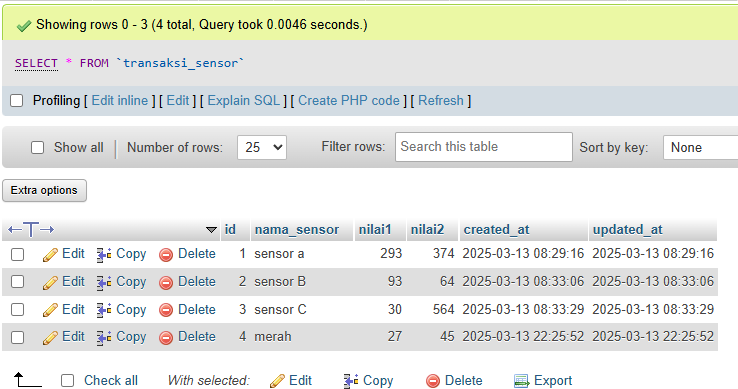 Showing rows 0 - 3 (4 total, Query took 0.0046 seconds.)
SELECT * FROM `transaksi_sensor`
Profiling [ Edit inline ] [ Edit ] [ Explain SQL ] [ Create PHP code ] [ Refresh ]
Show all Number of rows: 25 Filter rows: Search this table Sort by key: None
Extra options
id nama_sensor nilai1 nilai2 created_at updated_at
Edit Copy Delete 1 sensor a 293 374 2025-03-13 08:29:16 2025-03-13 08:29:16
Edit Copy Delete 2 sensor B 93 64 2025-03-13 08:33:06 2025-03-13 08:33:06
Edit Copy Delete 3 sensor C 30 564 2025-03-13 08:33:29 2025-03-13 08:33:29
Edit Copy Delete 4 merah 27 45 2025-03-13 22:25:52 2025-03-13 22:25:52
Check all With selected: Edit Copy Delete Export